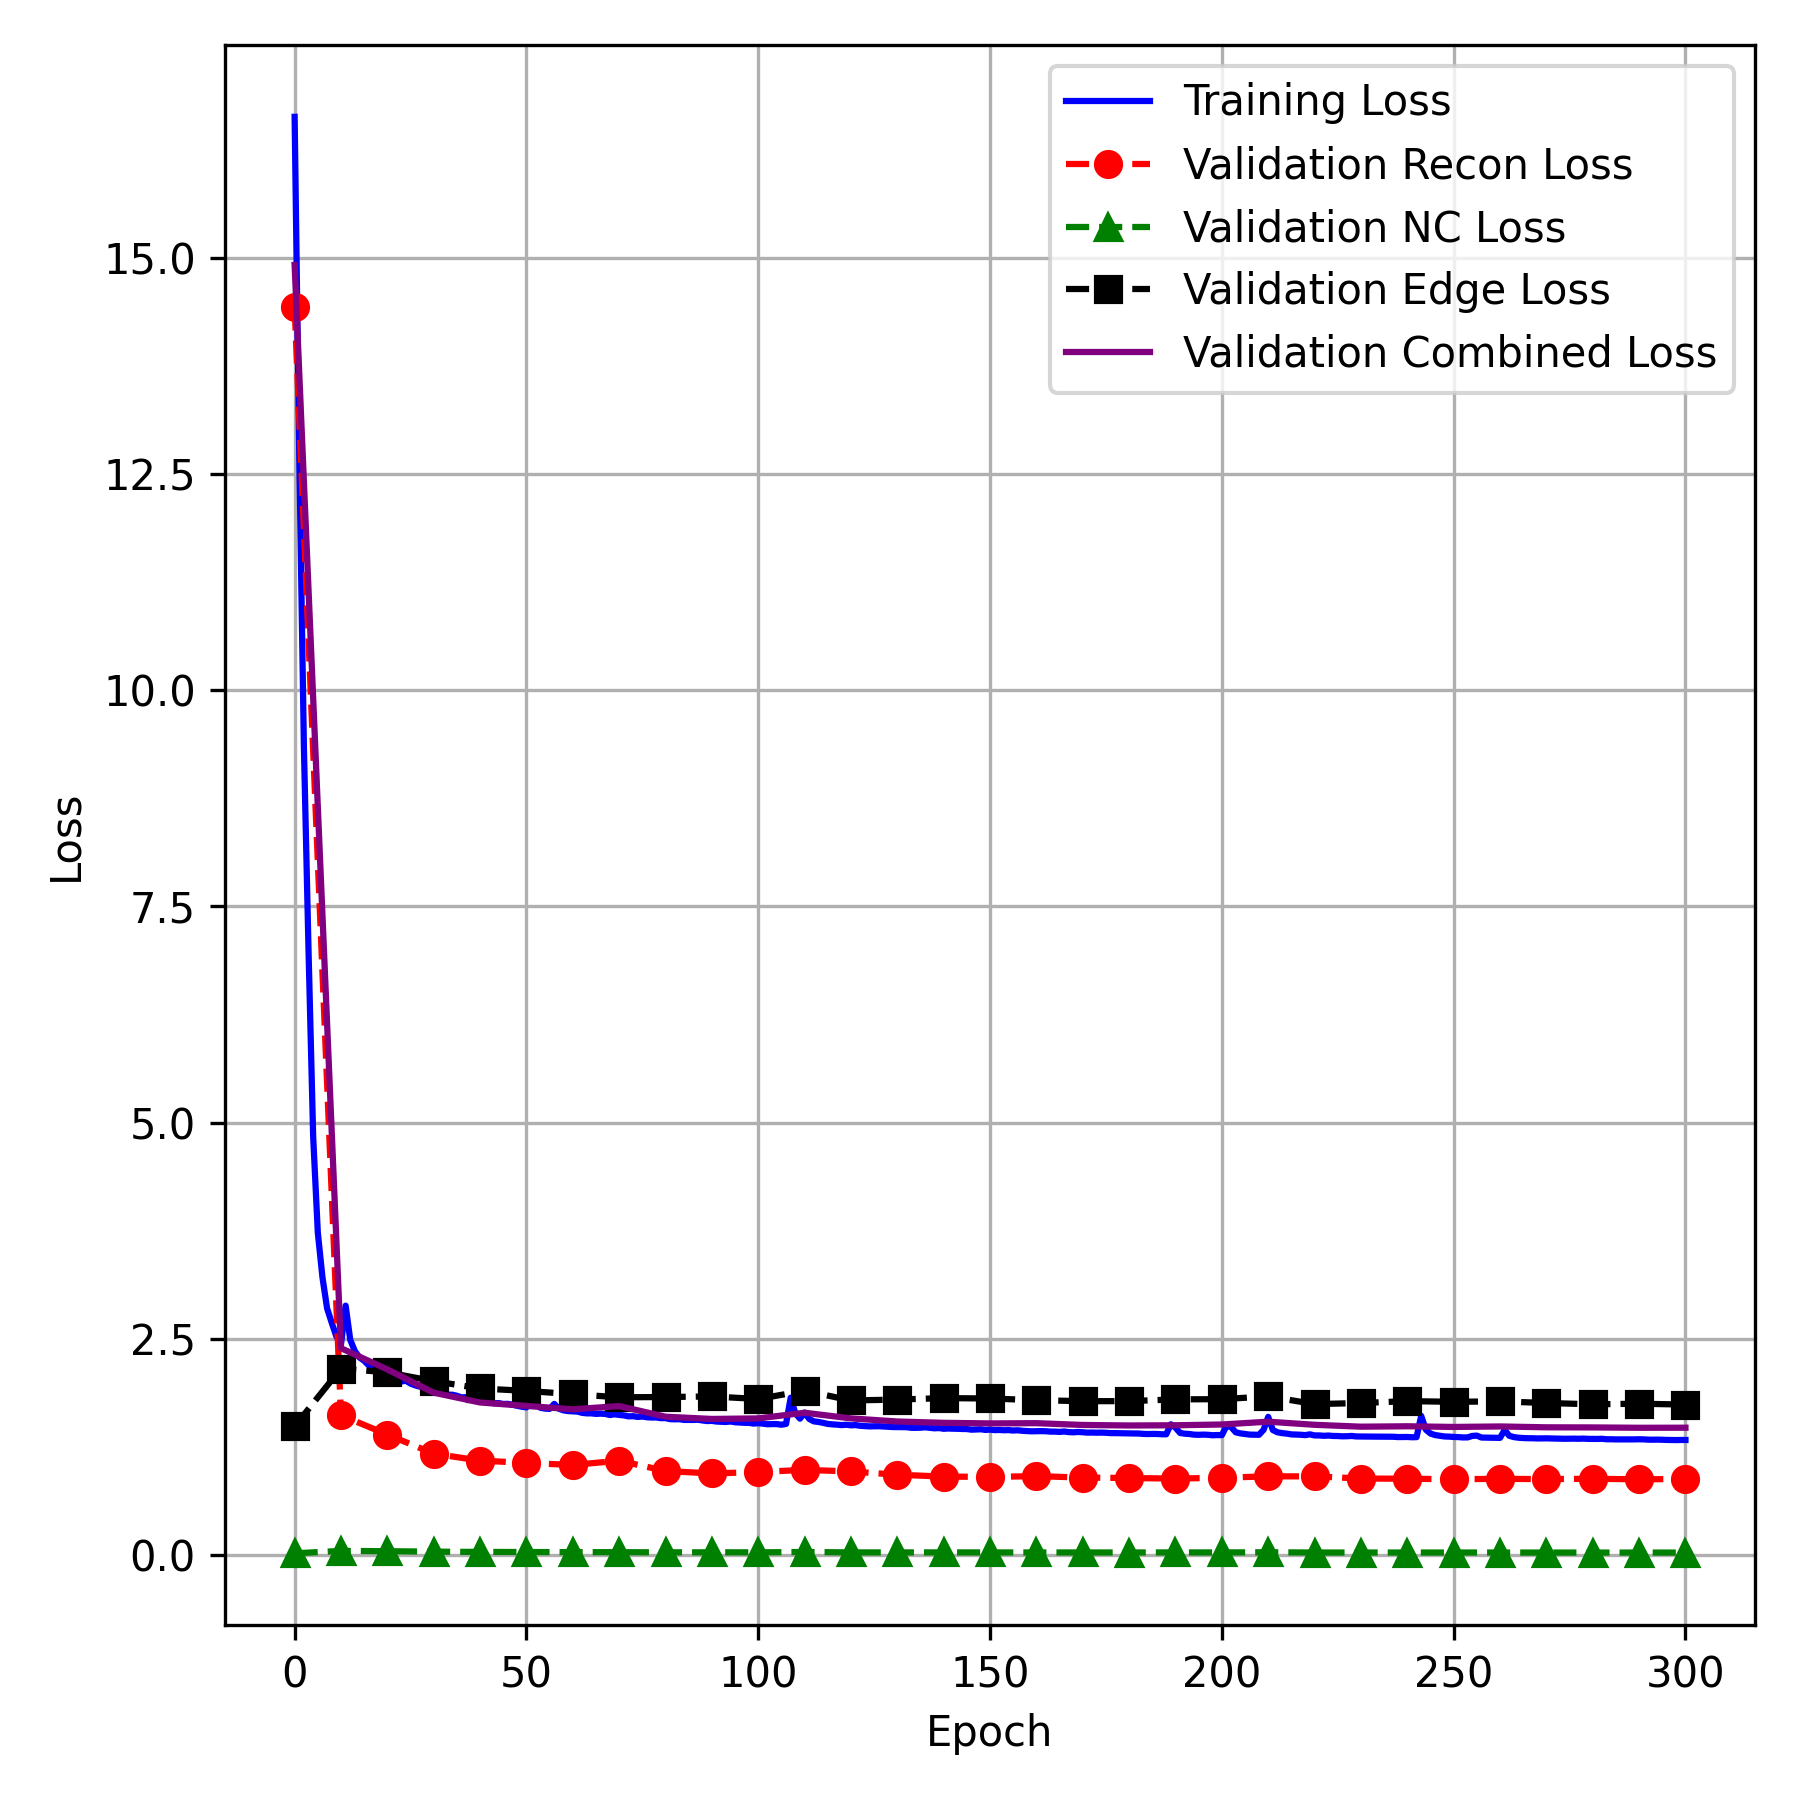 Training Loss
Validation Recon Loss
Validation NC Loss
Validation Edge Loss
Validation Combined Loss
15.0
12.5
10.0
7.5
5.0
2.5
0.0
Loss
0 50 100 150 200 250 300
Epoch